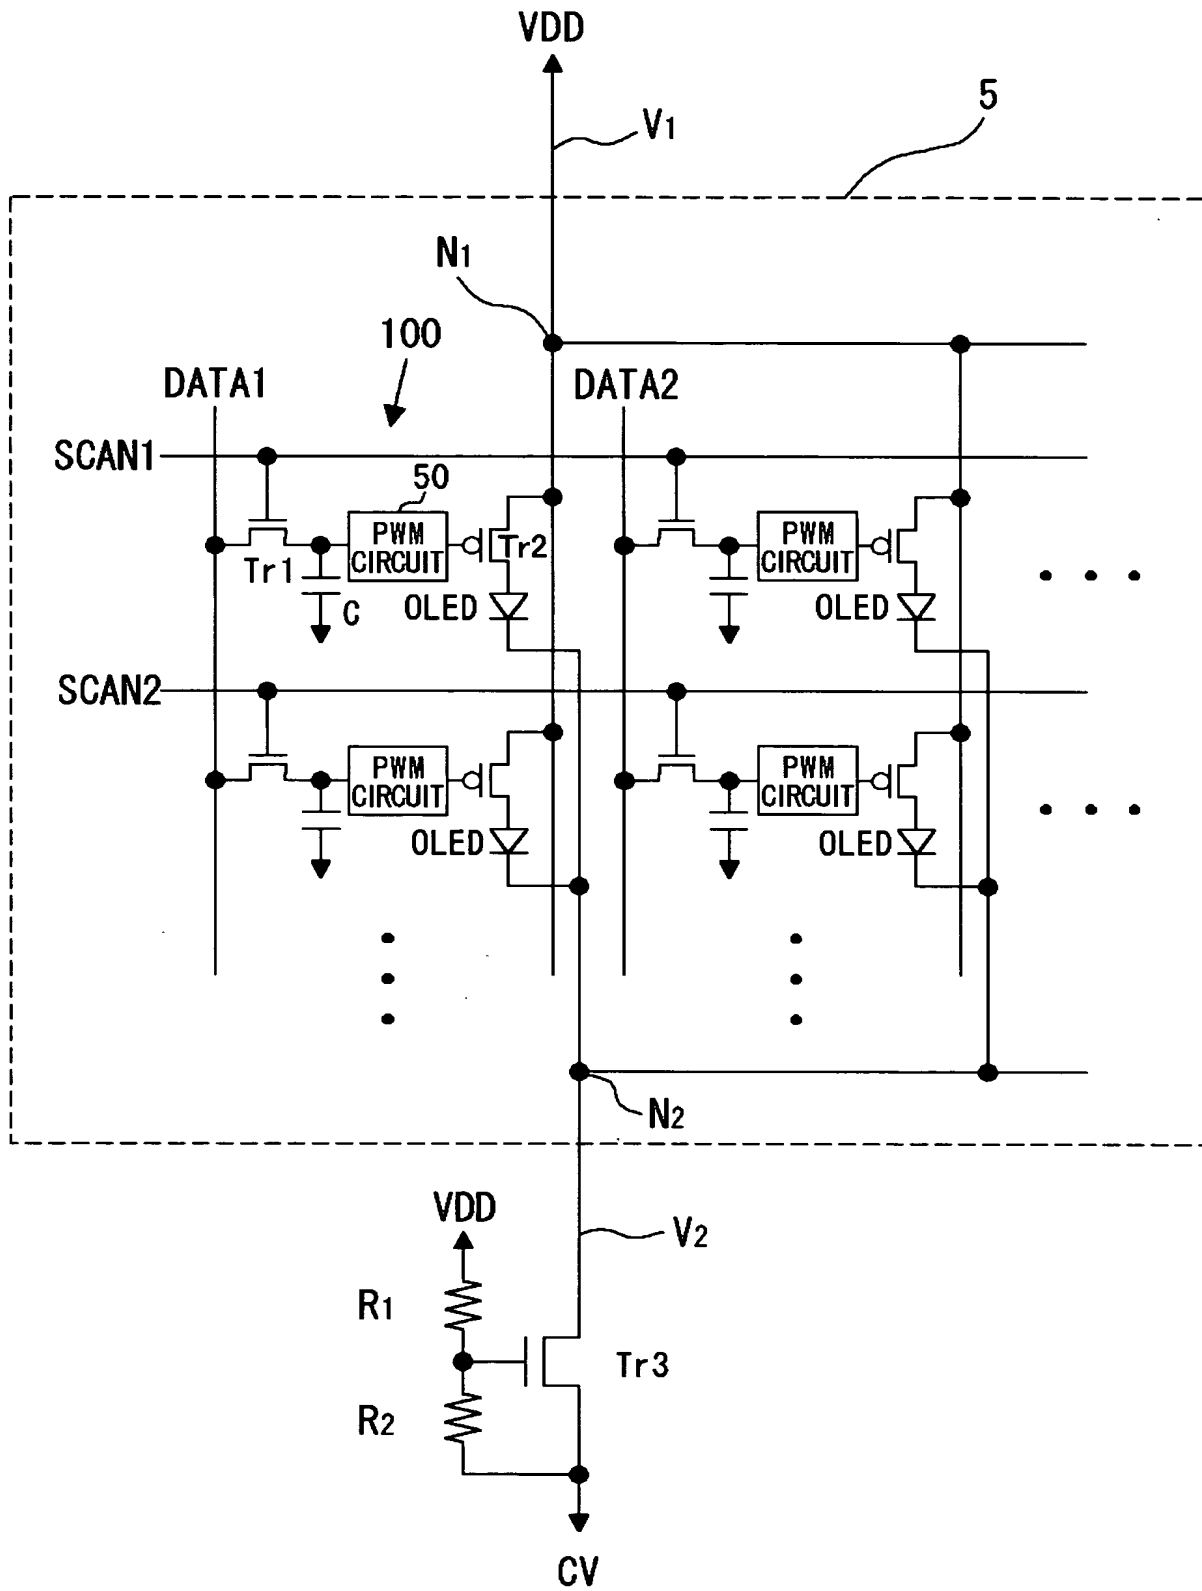 VDD
5
V1
N1
100
DATA1
DATA2
SCAN1
50
PWM
CIRCUIT
Tr2
PWM
CIRCUIT
Tr1
C
OLED
OLED
SCAN2
PWM
CIRCUIT
PWM
CIRCUIT
OLED
OLED
N2
VDD
V2
R1
Tr3
R2
CV